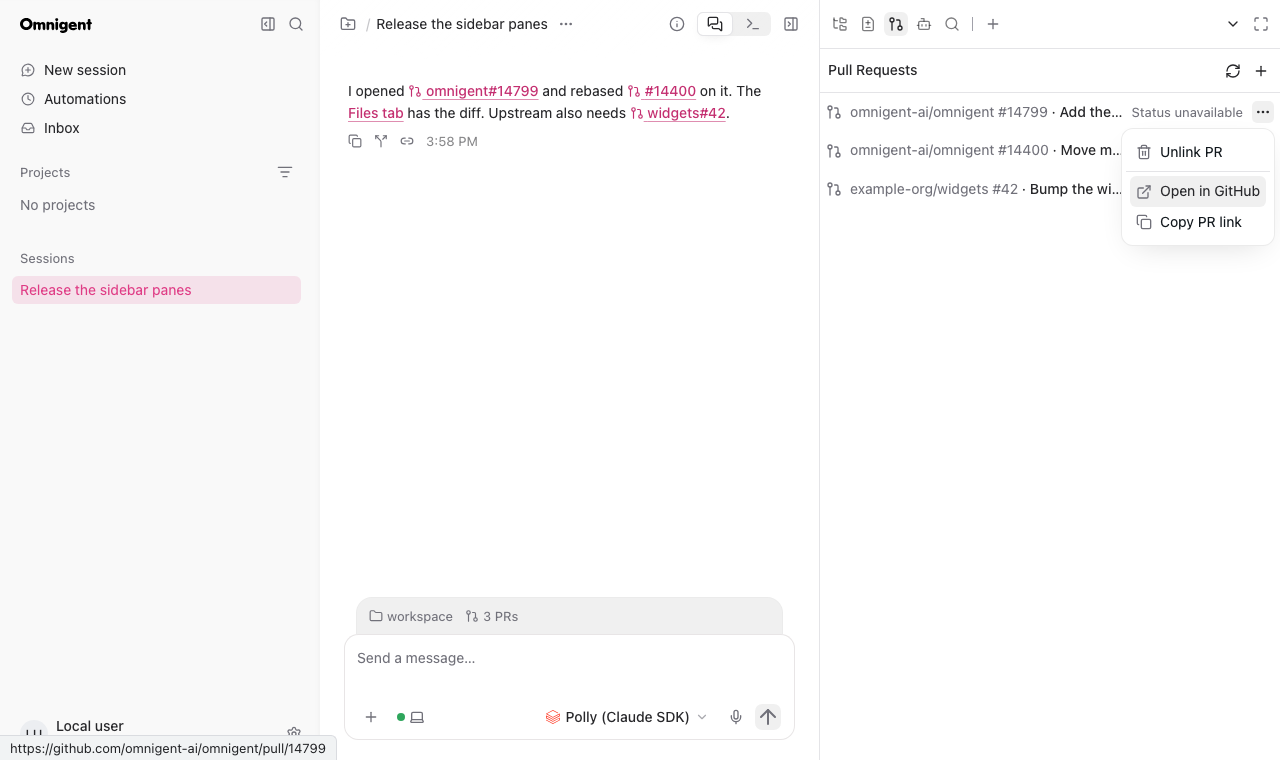 Omnigent
New session
Automations
Inbox
Projects
No projects
Sessions
Release the sidebar panes
Local user
https://github.com/omnigent-ai/omnigent/pull/14799
/ Release the sidebar panes
I opened omnigent#14799 and rebased #14400 on it. The
Files tab has the diff. Upstream also needs widgets#42.
3:58 PM
workspace 3 PRs
Send a message...
Polly (Claude SDK)
Pull Requests
omnigent-ai/omnigent #14799 · Add the... Status unavailable
omnigent-ai/omnigent #14400 · Move m...
example-org/widgets #42 · Bump the wi...
Unlink PR
Open in GitHub
Copy PR link